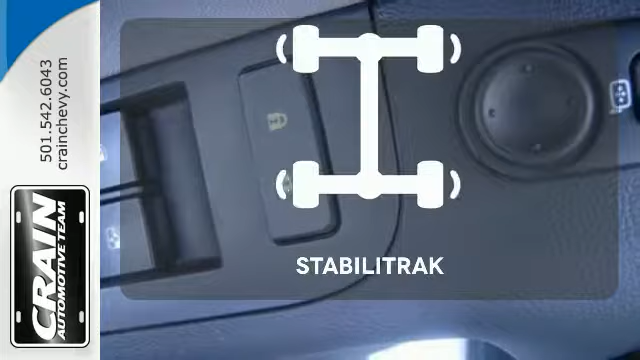 501.542.6043
crainchevy.com
CRAIN
AUTOMOTIVE TEAM
STABILITRAK